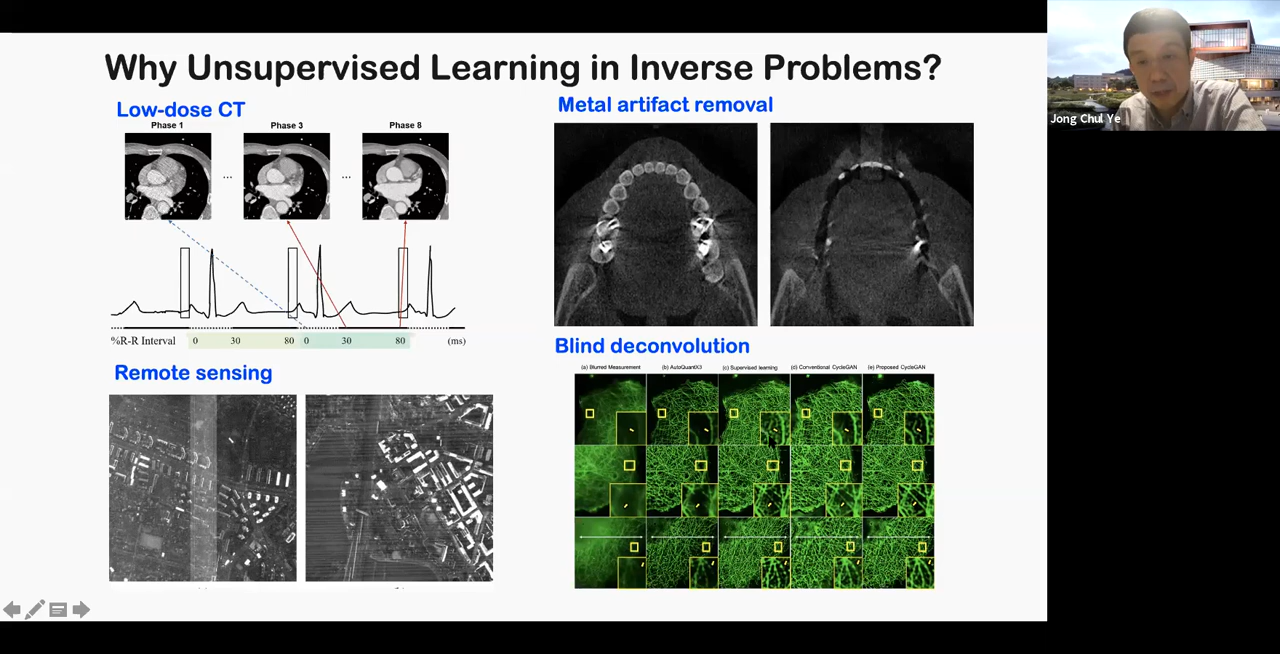 Why Unsupervised Learning in Inverse Problems?
Low-dose CT
Phase 1
Phase 3
Phase 8
...
...
%R-R Interval
0
30
80
0
30
80
(ms)
Remote sensing
Metal artifact removal
Blind deconvolution
(a) Blurred Measurement
(b) AutoQuantX3
(c) Supervised learning
(d) Conventional CycleGAN
(e) Proposed CycleGAN
Jong Chul Ye